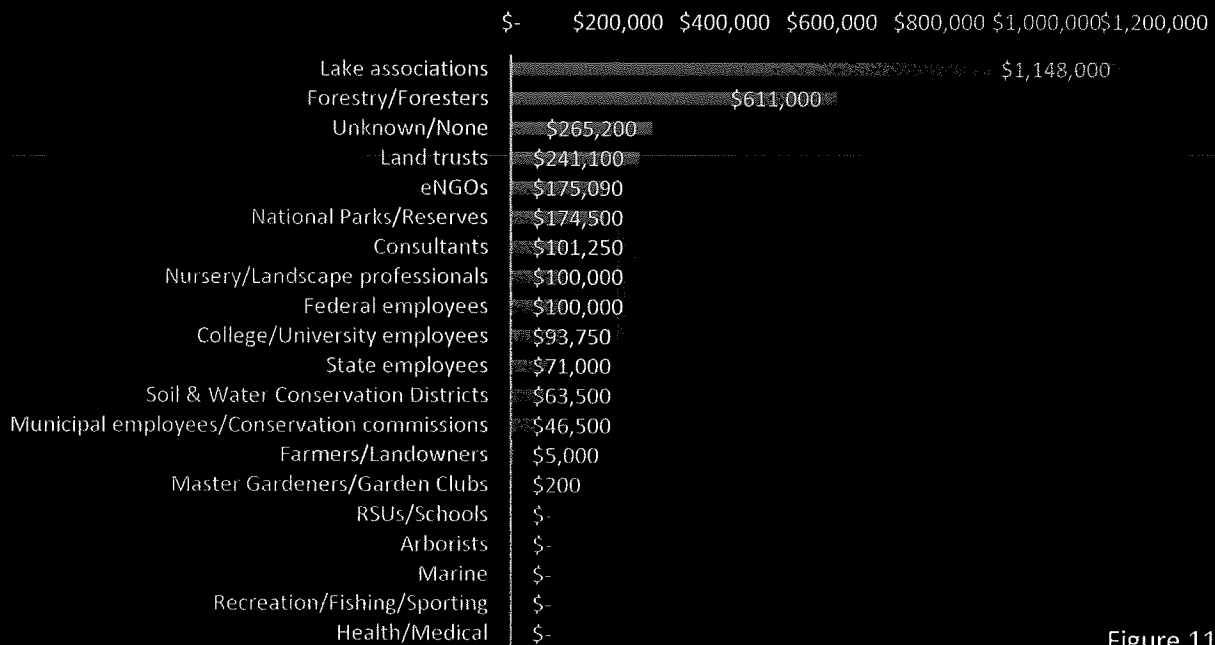 $- $200,000 $400,000 $600,000 $800,000 $1,000,000 $1,200,000
Lake associations $1,148,000
Forestry/Foresters $611,000
Unknown/None $265,200
Land trusts $241,100
eNGOs $175,090
National Parks/Reserves $174,500
Consultants $101,250
Nursery/Landscape professionals $100,000
Federal employees $100,000
College/University employees $93,750
State employees $71,000
Soil & Water Conservation Districts $63,500
Municipal employees/Conservation commissions $46,500
Farmers/Landowners $5,000
Master Gardeners/Garden Clubs $200
RSUs/Schools $-
Arborists $-
Marine $-
Recreation/Fishing/Sporting $-
Health/Medical $-
Figure 11